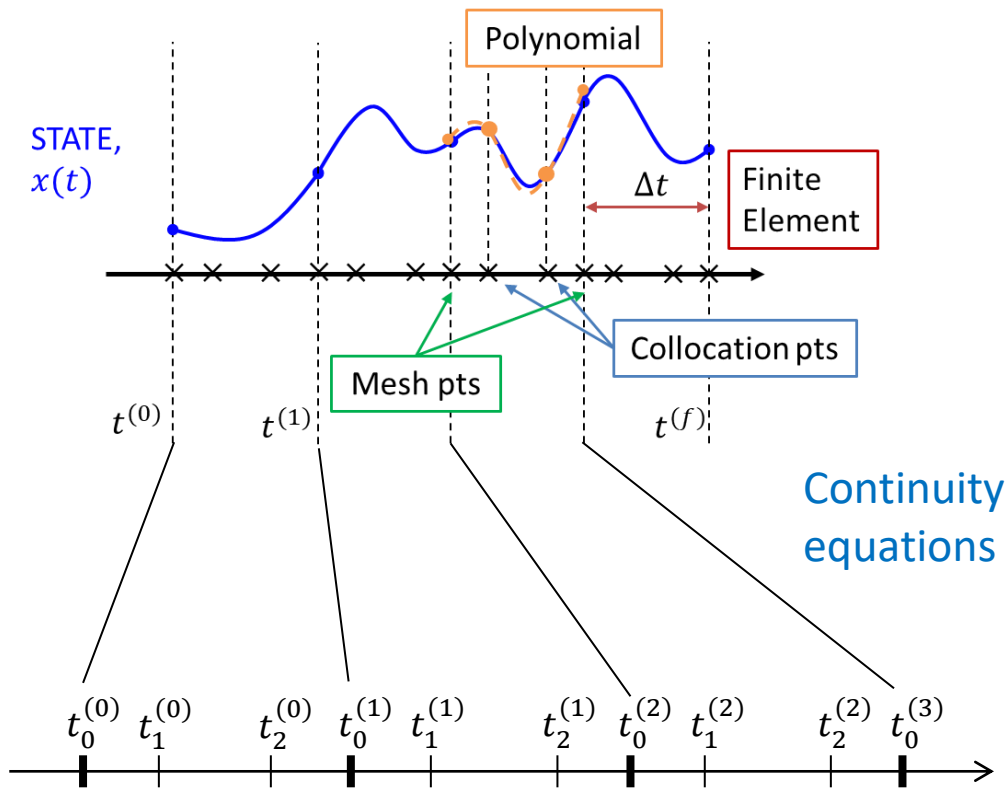 Polynomial
STATE,
x(t)
Δt
Finite
Element
Collocation pts
Mesh pts
t^{(0)} t^{(1)} t^{(f)}
Continuity
equations
t_0^{(0)} t_1^{(0)} t_2^{(0)} t_0^{(1)} t_1^{(1)} t_2^{(1)} t_0^{(2)} t_1^{(2)} t_2^{(2)} t_0^{(3)}